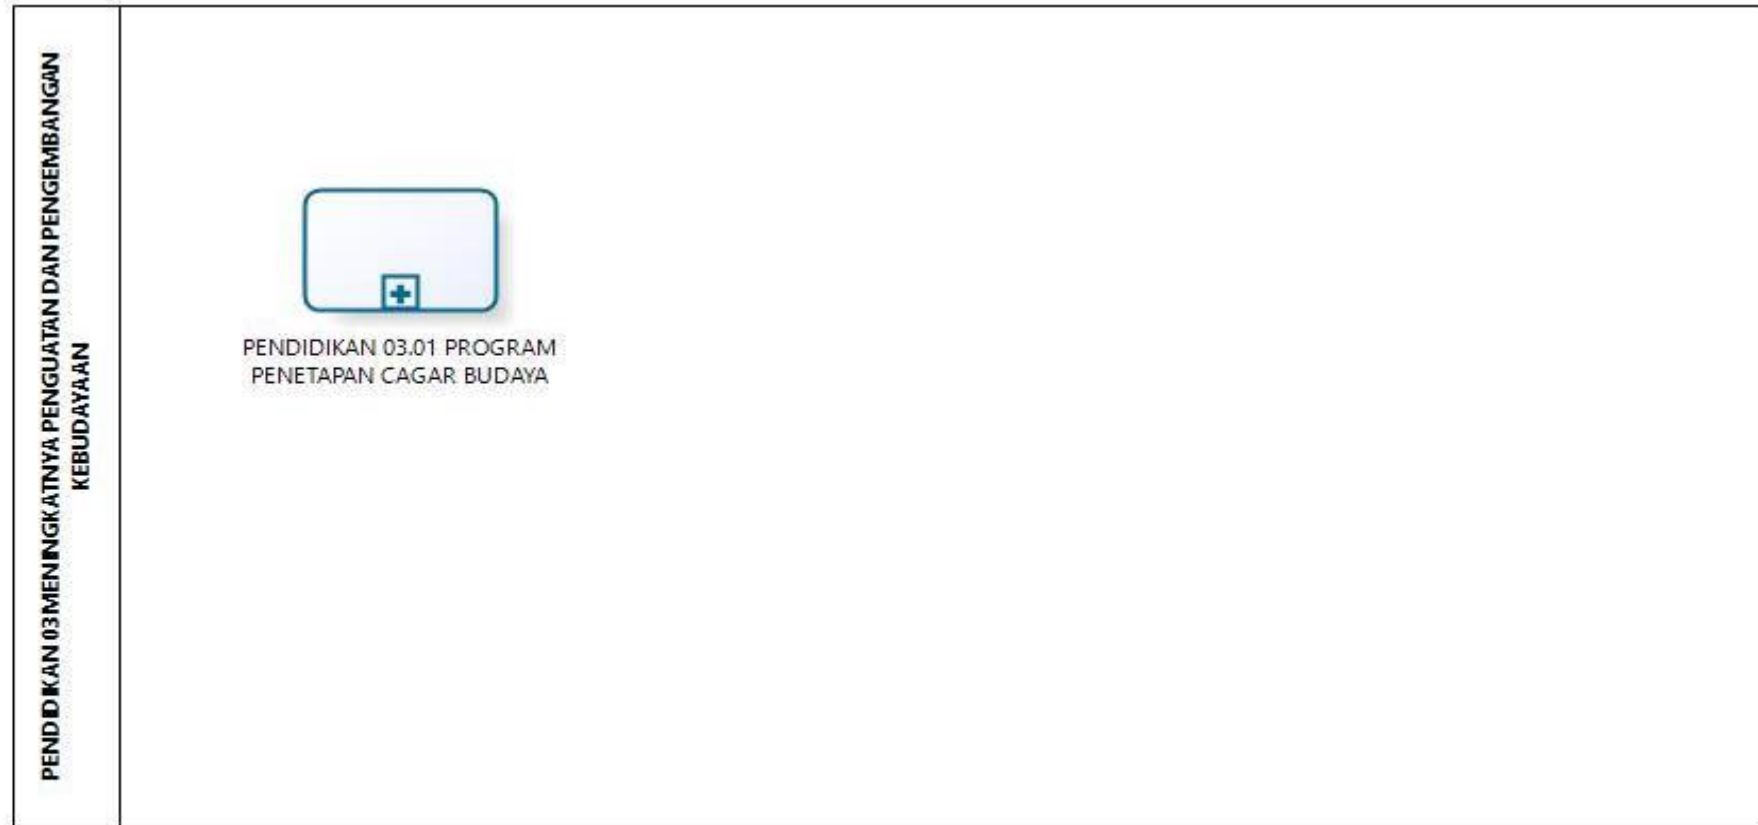 PENDIDIKAN 03 MENINGKATNYA PENGUATAN DAN PENGEMBANGAN
KEBUDAYAAN
PENDIDIKAN 03.01 PROGRAM
PENETAPAN CAGAR BUDAYA